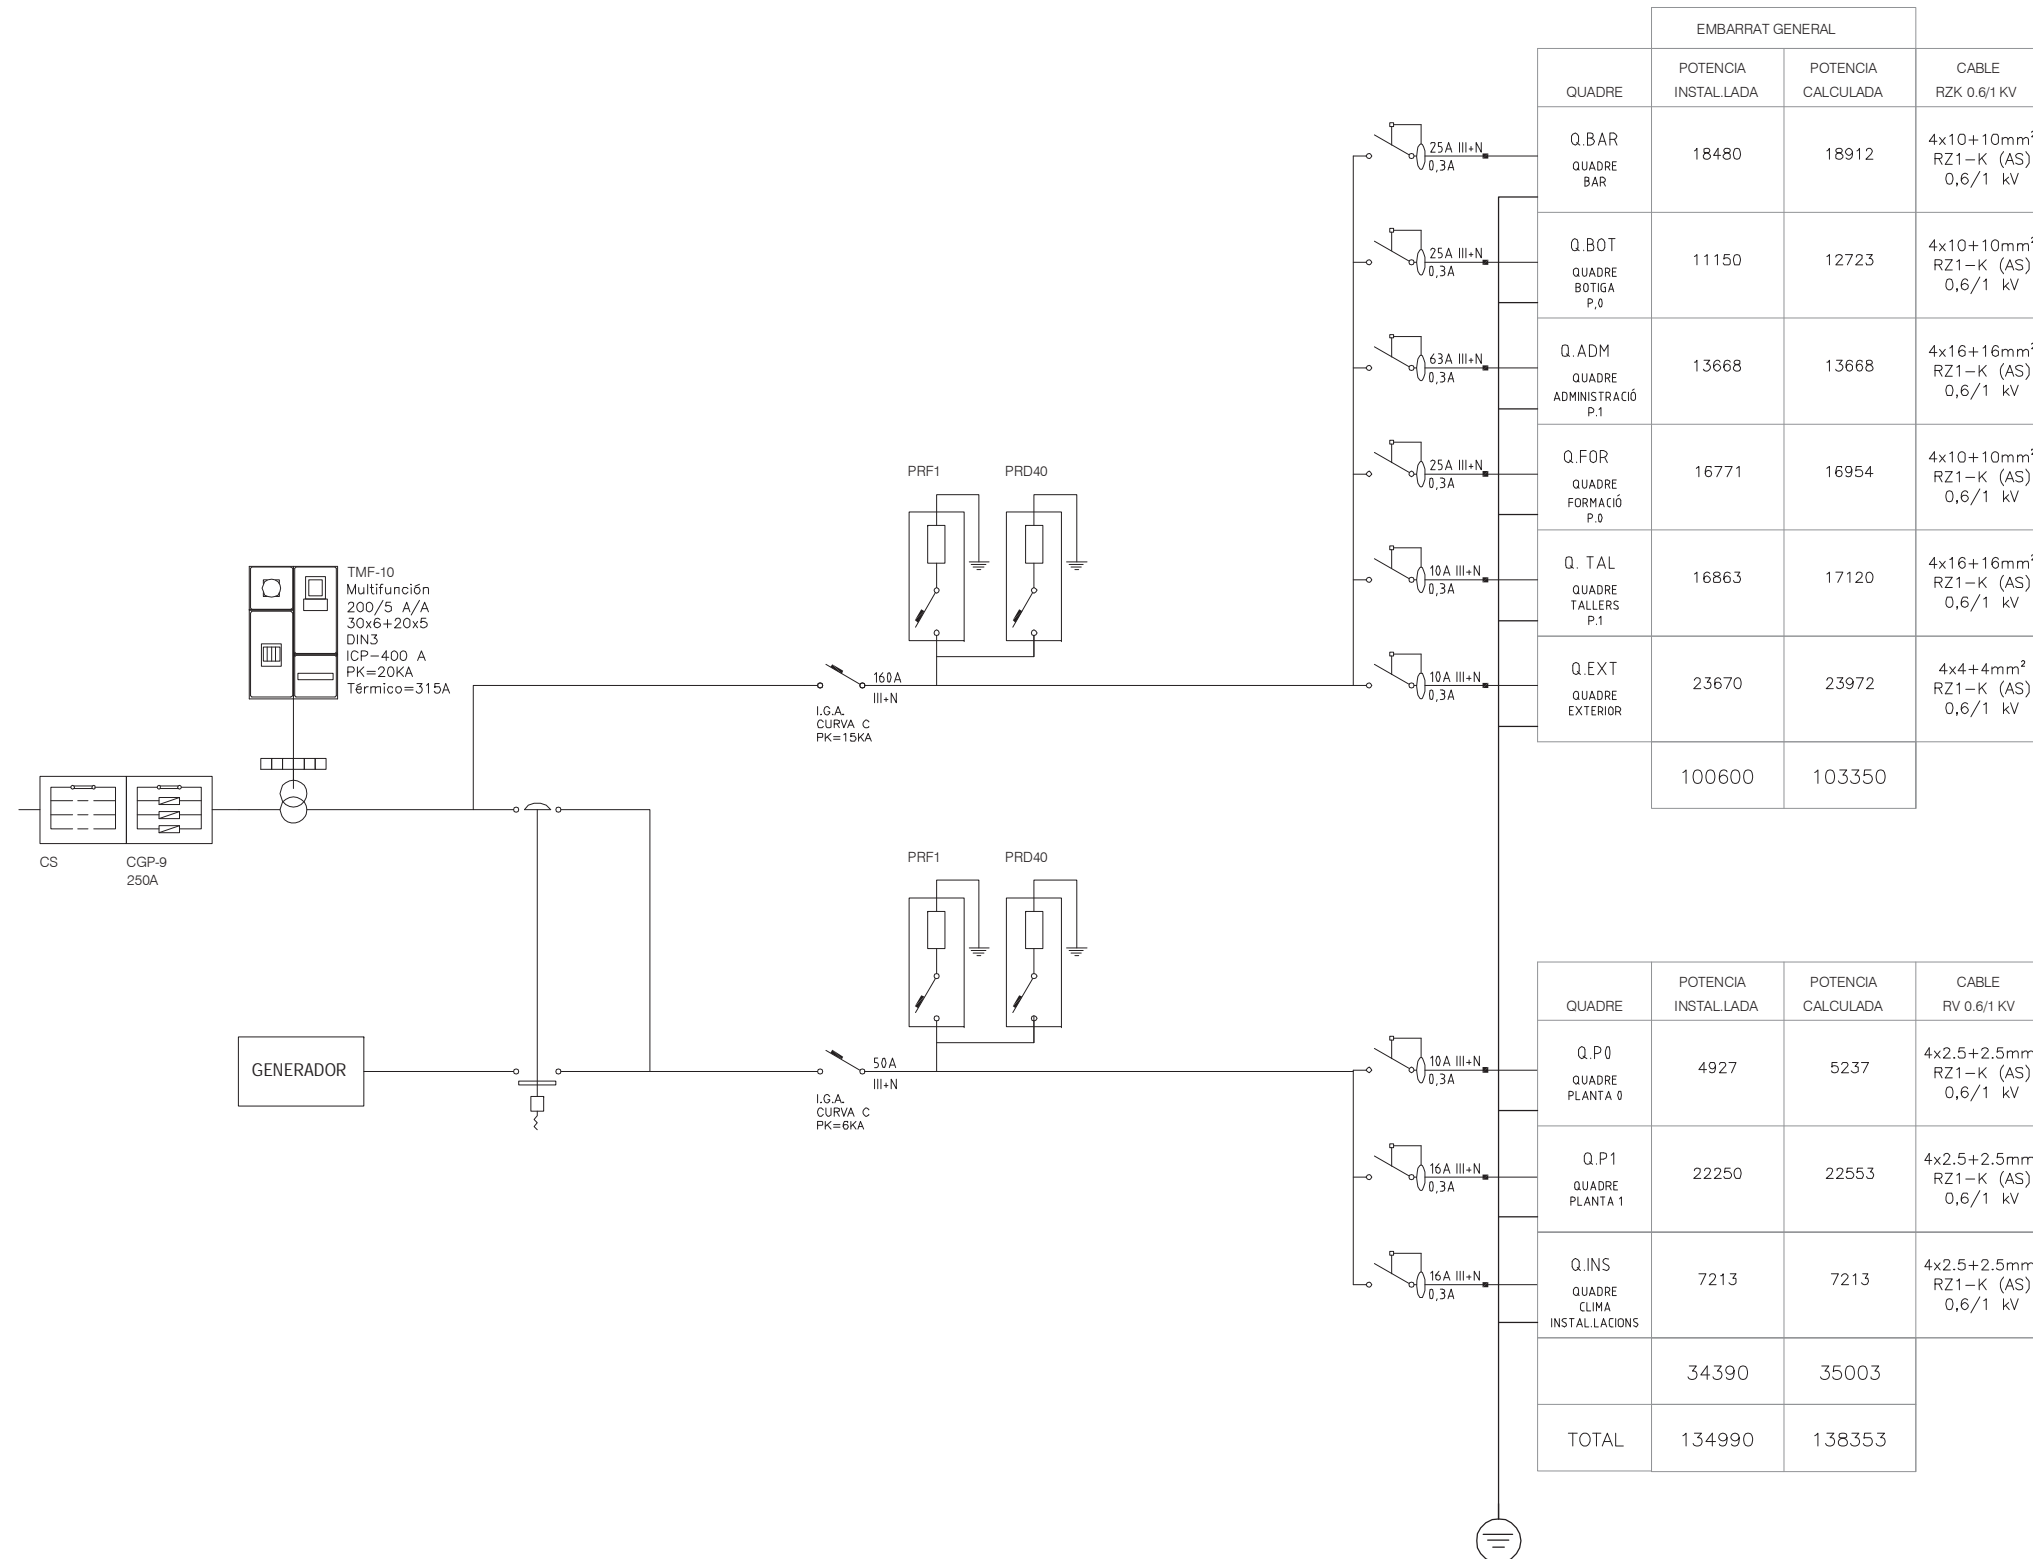 EMBARRAT GENERAL
QUADRE
POTENCIA
INSTAL.LADA
POTENCIA
CALCULADA
CABLE
RZK 0.6/1 KV
25A III+N
0,3A
Q.BAR
QUADRE
BAR
18480
18912
4x10+10mm²
RZ1-K (AS)
0,6/1 kV
25A III+N
0,3A
Q.BOT
QUADRE
BOTIGA
P,0
11150
12723
4x10+10mm²
RZ1-K (AS)
0,6/1 kV
63A III+N
0,3A
Q.ADM
QUADRE
ADMINISTRACIÓ
P.1
13668
13668
4x16+16mm²
RZ1-K (AS)
0,6/1 kV
25A III+N
0,3A
Q.FOR
QUADRE
FORMACIÓ
P.0
16771
16954
4x10+10mm²
RZ1-K (AS)
0,6/1 kV
10A III+N
0,3A
Q. TAL
QUADRE
TALLERS
P.1
16863
17120
4x16+16mm²
RZ1-K (AS)
0,6/1 kV
10A III+N
0,3A
Q.EXT
QUADRE
EXTERIOR
23670
23972
4x4+4mm²
RZ1-K (AS)
0,6/1 kV
100600
103350
PRF1
PRD40
TMF-10
Multifunción
200/5 A/A
30x6+20x5
DIN3
ICP-400 A
PK=20KA
Térmico=315A
160A
III+N
I.G.A.
CURVA C
PK=15KA
CS
CGP-9
250A
PRF1
PRD40
GENERADOR
50A
III+N
I.G.A.
CURVA C
PK=6KA
QUADRE
POTENCIA
INSTAL.LADA
POTENCIA
CALCULADA
CABLE
RV 0.6/1 KV
10A III+N
0,3A
Q.P0
QUADRE
PLANTA 0
4927
5237
4x2.5+2.5mm
RZ1-K (AS)
0,6/1 kV
16A III+N
0,3A
Q.P1
QUADRE
PLANTA 1
22250
22553
4x2.5+2.5mm
RZ1-K (AS)
0,6/1 kV
16A III+N
0,3A
Q.INS
QUADRE
CLIMA
INSTAL.LACIONS
7213
7213
4x2.5+2.5mm
RZ1-K (AS)
0,6/1 kV
34390
35003
TOTAL
134990
138353